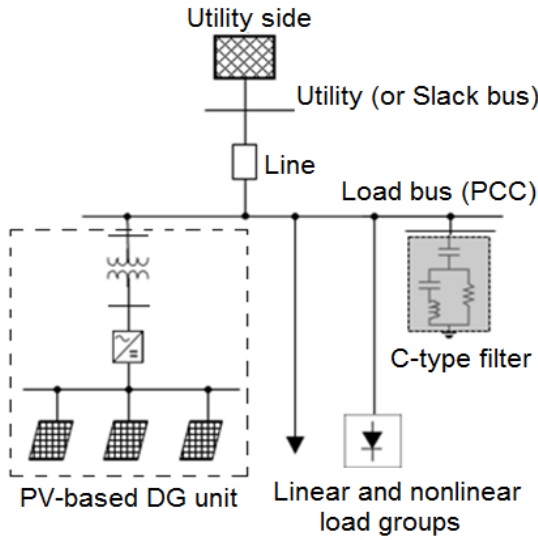 Utility side
Utility (or Slack bus)
Line
Load bus (PCC)
C-type filter
PV-based DG unit
Linear and nonlinear
load groups